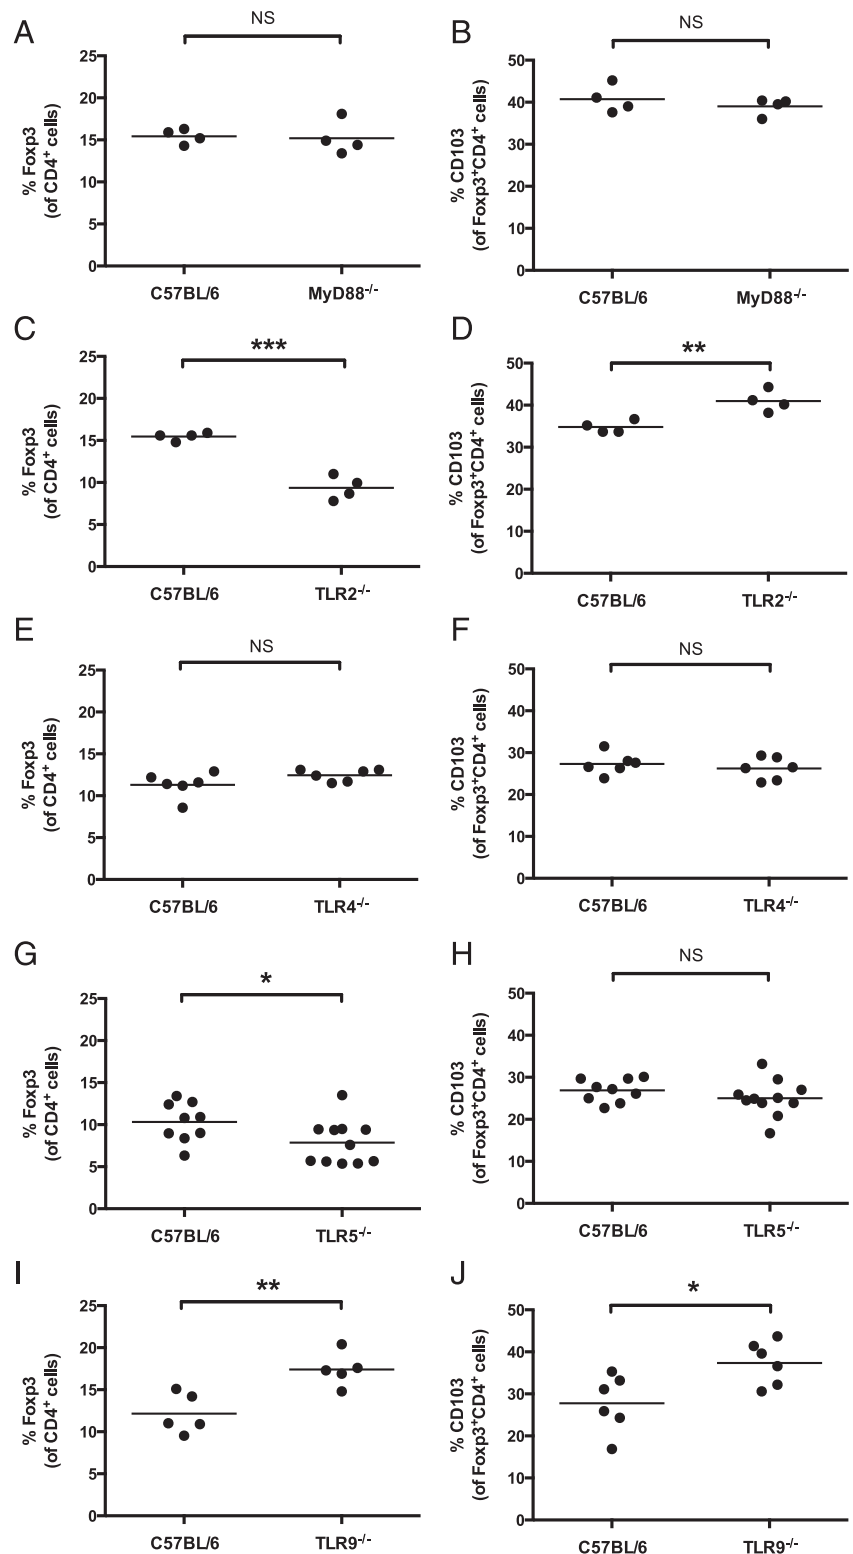 A
NS
25
20
15
10
5
0
% Foxp3
(of CD4+ cells)
C57BL/6
MyD88-/-
B
NS
50
40
30
20
10
0
% CD103
(of Foxp3+CD4+ cells)
C57BL/6
MyD88-/-
C
***
25
20
15
10
5
0
% Foxp3
(of CD4+ cells)
C57BL/6
TLR2-/-
D
**
50
40
30
20
10
0
% CD103
(of Foxp3+CD4+ cells)
C57BL/6
TLR2-/-
E
NS
25
20
15
10
5
0
% Foxp3
(of CD4+ cells)
C57BL/6
TLR4-/-
F
NS
50
40
30
20
10
0
% CD103
(of Foxp3+CD4+ cells)
C57BL/6
TLR4-/-
G
*
25
20
15
10
5
0
% Foxp3
(of CD4+ cells)
C57BL/6
TLR5-/-
H
NS
50
40
30
20
10
0
% CD103
(of Foxp3+CD4+ cells)
C57BL/6
TLR5-/-
I
**
25
20
15
10
5
0
% Foxp3
(of CD4+ cells)
C57BL/6
TLR9-/-
J
*
50
40
30
20
10
0
% CD103
(of Foxp3+CD4+ cells)
C57BL/6
TLR9-/-